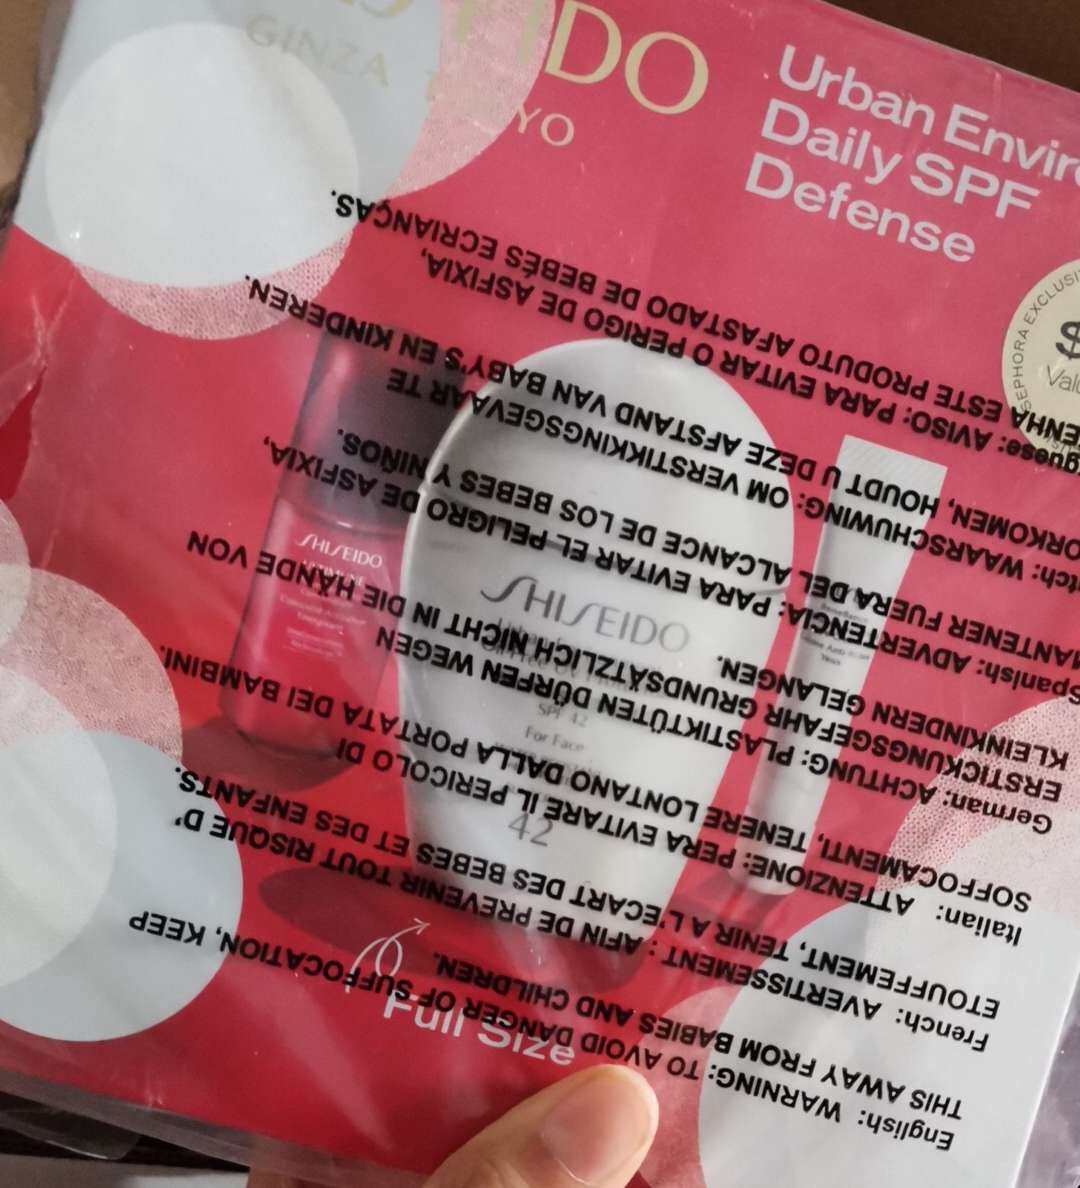 IDO
GINZA
YO
Urban Envir
Daily SPF
Defense
SEPHORA EXCLUSI
$
Val
SHISEIDO
SHISEIDO
SPF 42
For Face
42
Full Size
English: WARNING: TO AVOID DANGER OF SUFFOCATION, KEEP
THIS AWAY FROM BABIES AND CHILDREN.
French: AVERTISSEMENT : AFIN DE PREVENIR TOUT RISQUE D'
ETOUFFEMENT, TENIR A L'ECART DES BEBES ET DES ENFANTS.
Italian: ATTENZIONE: PERA EVITARE IL PERICOLO DI
SOFFOCAMENTI, TENERE LONTANO DALLA PORTATA DEI BAMBINI.
German: ACHTUNG: PLASTIKTÜTEN DÜRFEN WEGEN
ERSTICKUNGSGEFAHR GRUNDSÄTZLICH NICHT IN DIE HÄNDE VON
KLEINKINDERN GELANGEN.
Spanish: ADVERTENCIA: PARA EVITAR EL PELIGRO DE ASFIXIA,
MANTENER FUERA DEL ALCANCE DE LOS BEBES Y NIÑOS.
tch: WAARSCHUWING: OM VERSTIKKINGSGEVAAAR TE
ORKOMEN, HOUDT U DEZE AFSTAND VAN BABY'S EN KINDEREN.
guese: AVISO: PARA EVITAR O PERIGO DE ASFIXIA,
ENHA ESTE PRODUTO AFASTADO DE BEBÉS ECRIANÇAS.